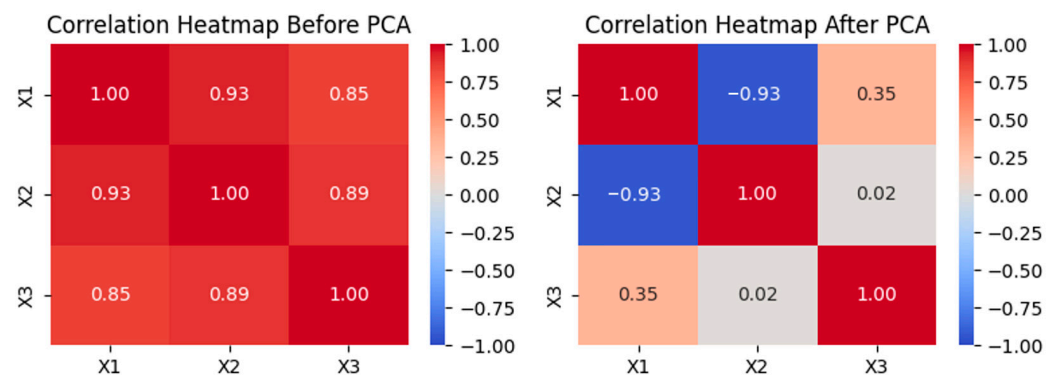 Correlation Heatmap Before PCA
X1 1.00 0.93 0.85
X2 0.93 1.00 0.89
X3 0.85 0.89 1.00
X1 X2 X3
1.00
0.75
0.50
0.25
0.00
−0.25
−0.50
−0.75
−1.00
Correlation Heatmap After PCA
X1 1.00 −0.93 0.35
X2 −0.93 1.00 0.02
X3 0.35 0.02 1.00
X1 X2 X3
1.00
0.75
0.50
0.25
0.00
−0.25
−0.50
−0.75
−1.00